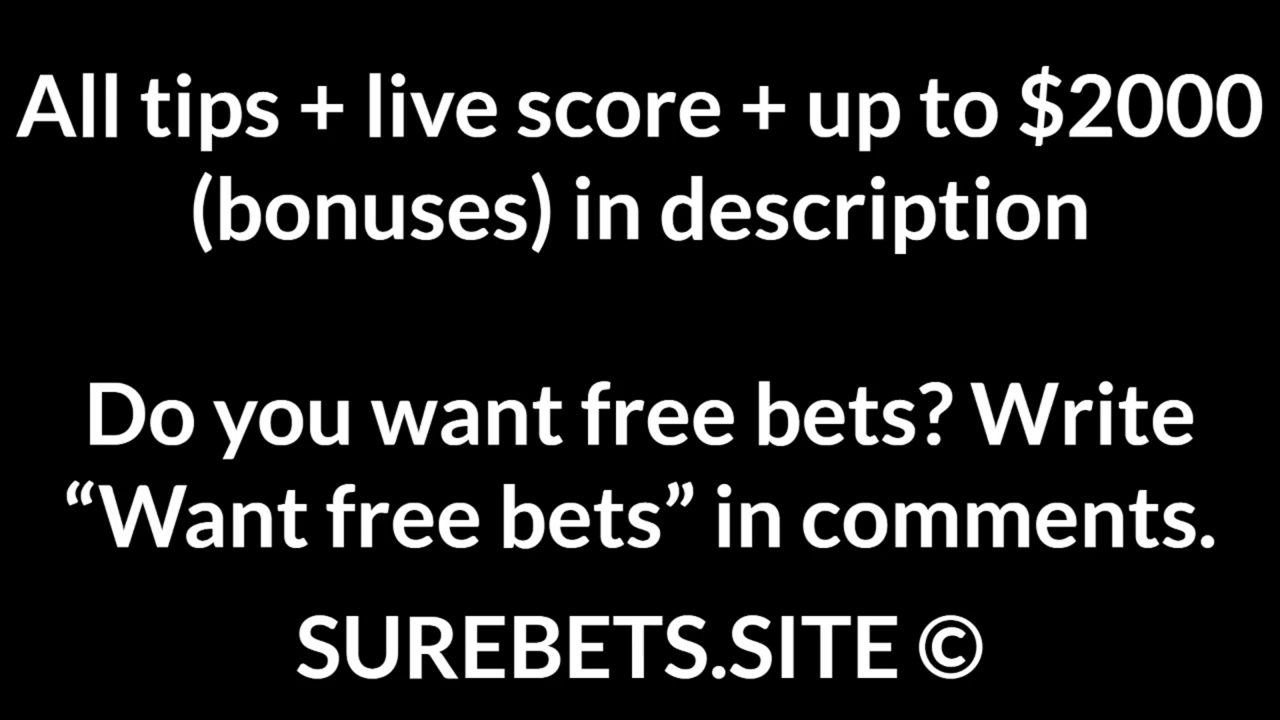 All tips + live score + up to $2000
(bonuses) in description
Do you want free bets? Write
“Want free bets” in comments.
SUREBETS.SITE ©